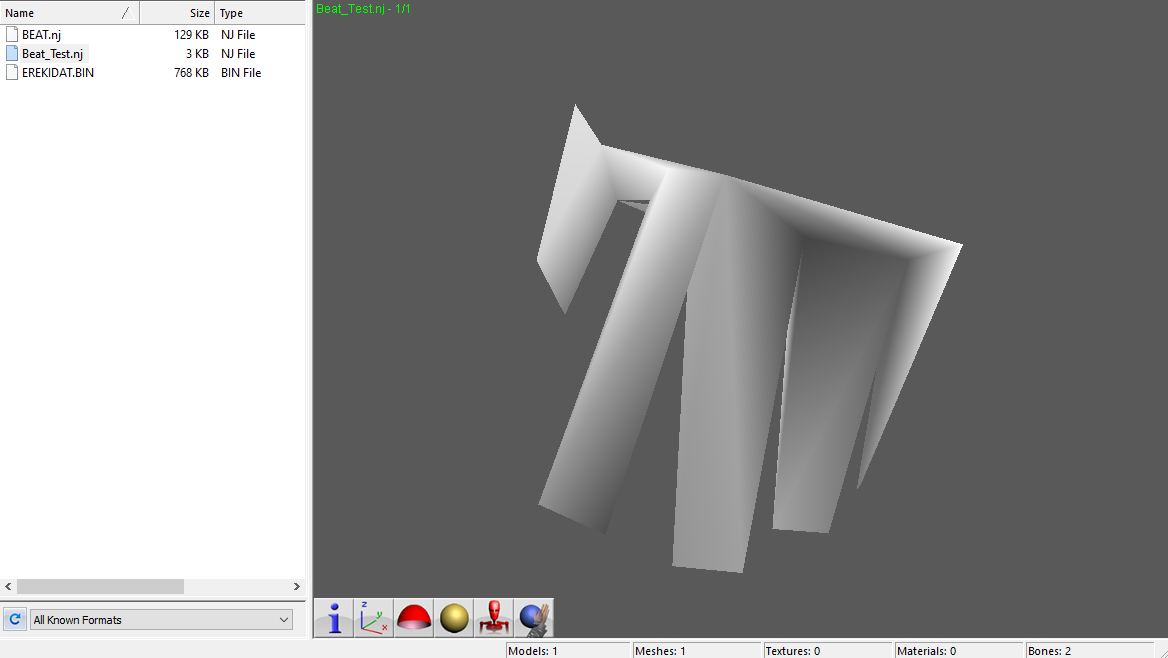 Name / Size Type
BEAT.nj 129 KB NJ File
Beat_Test.nj 3 KB NJ File
EREKIDAT.BIN 768 KB BIN File
All Known Formats
Beat_Test.nj - 1/1
z y x
Models: 1 Meshes: 1 Textures: 0 Materials: 0 Bones: 2